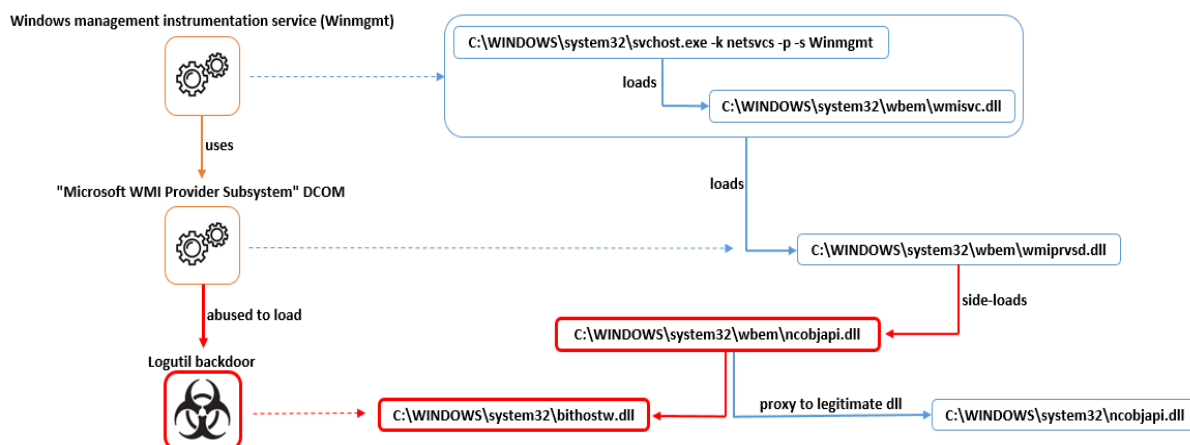 Windows management instrumentation service (Winmgmt)
C:\WINDOWS\system32\svchost.exe -k netsvcs -p -s Winmgmt
loads
C:\WINDOWS\system32\wbem\wmisvc.dll
uses
loads
"Microsoft WMI Provider Subsystem" DCOM
C:\WINDOWS\system32\wbem\wmiprvsd.dll
side-loads
abused to load
C:\WINDOWS\system32\wbem\ncobjapi.dll
Logutil backdoor
C:\WINDOWS\system32\bithostw.dll
proxy to legitimate dll
C:\WINDOWS\system32\ncobjapi.dll